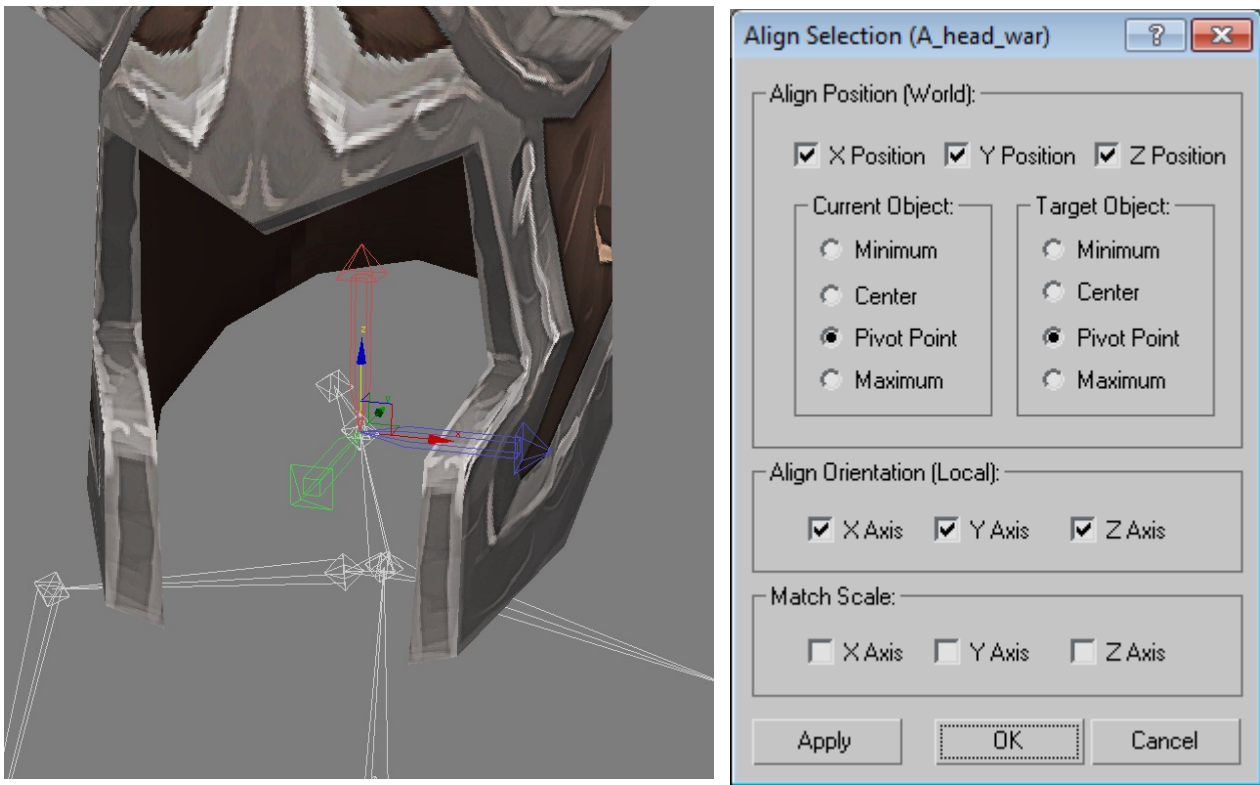 Align Selection (A_head_war)
?
Align Position (World):
X Position Y Position Z Position
Current Object: Target Object:
Minimum Minimum
Center Center
Pivot Point Pivot Point
Maximum Maximum
z
y
x
Align Orientation (Local):
X Axis Y Axis Z Axis
Match Scale:
X Axis Y Axis Z Axis
Apply OK Cancel